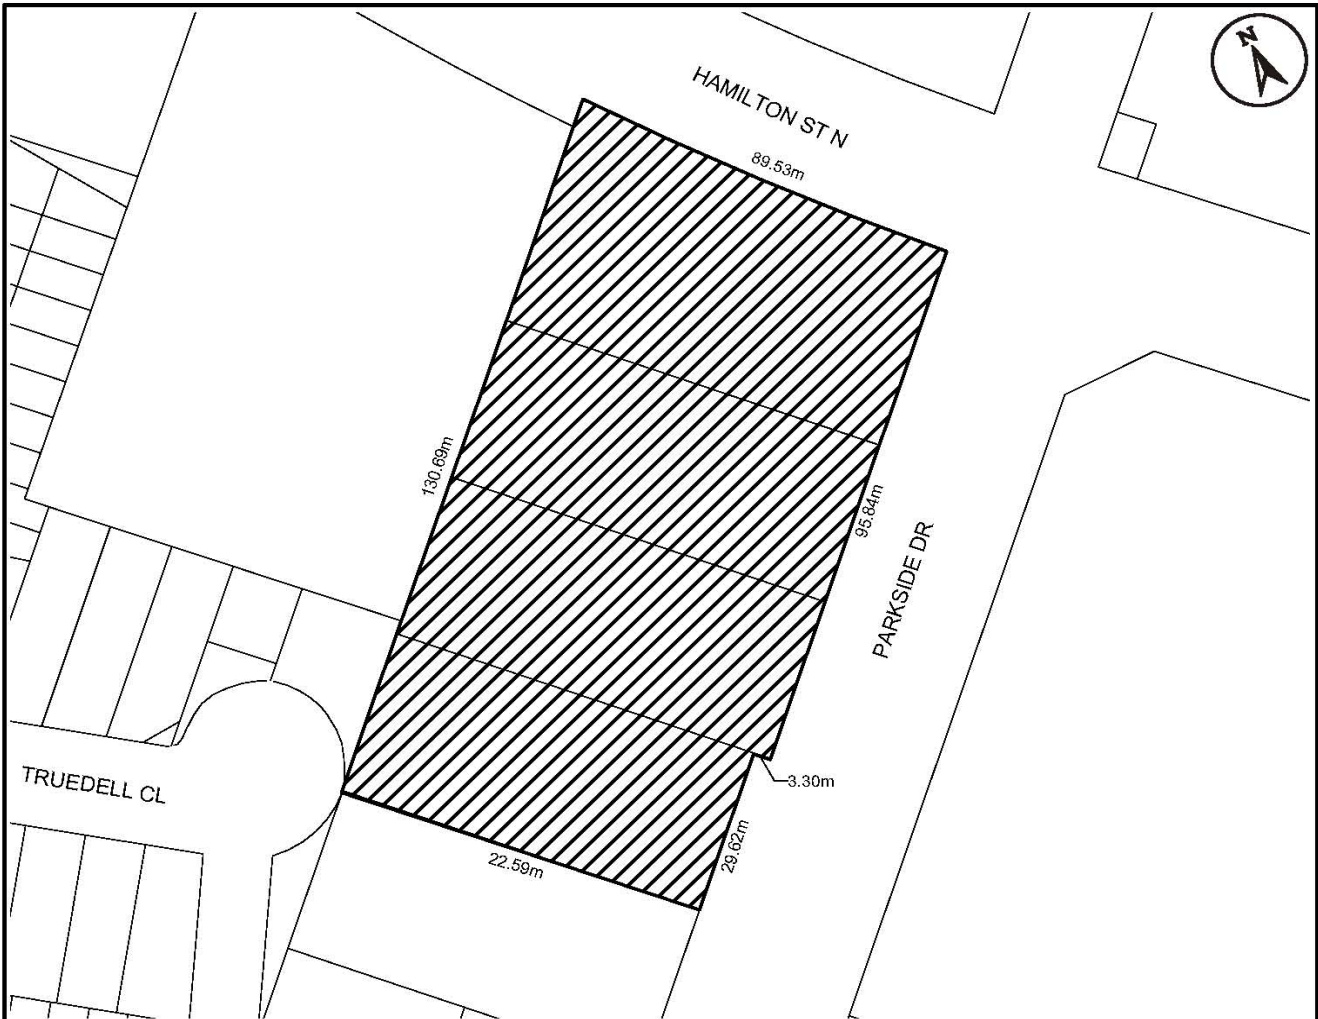 N
HAMILTON ST N
89.53m
130.69m
95.84m
PARKSIDE DR
3.30m
TRUEDELL CL
29.62m
22.59m